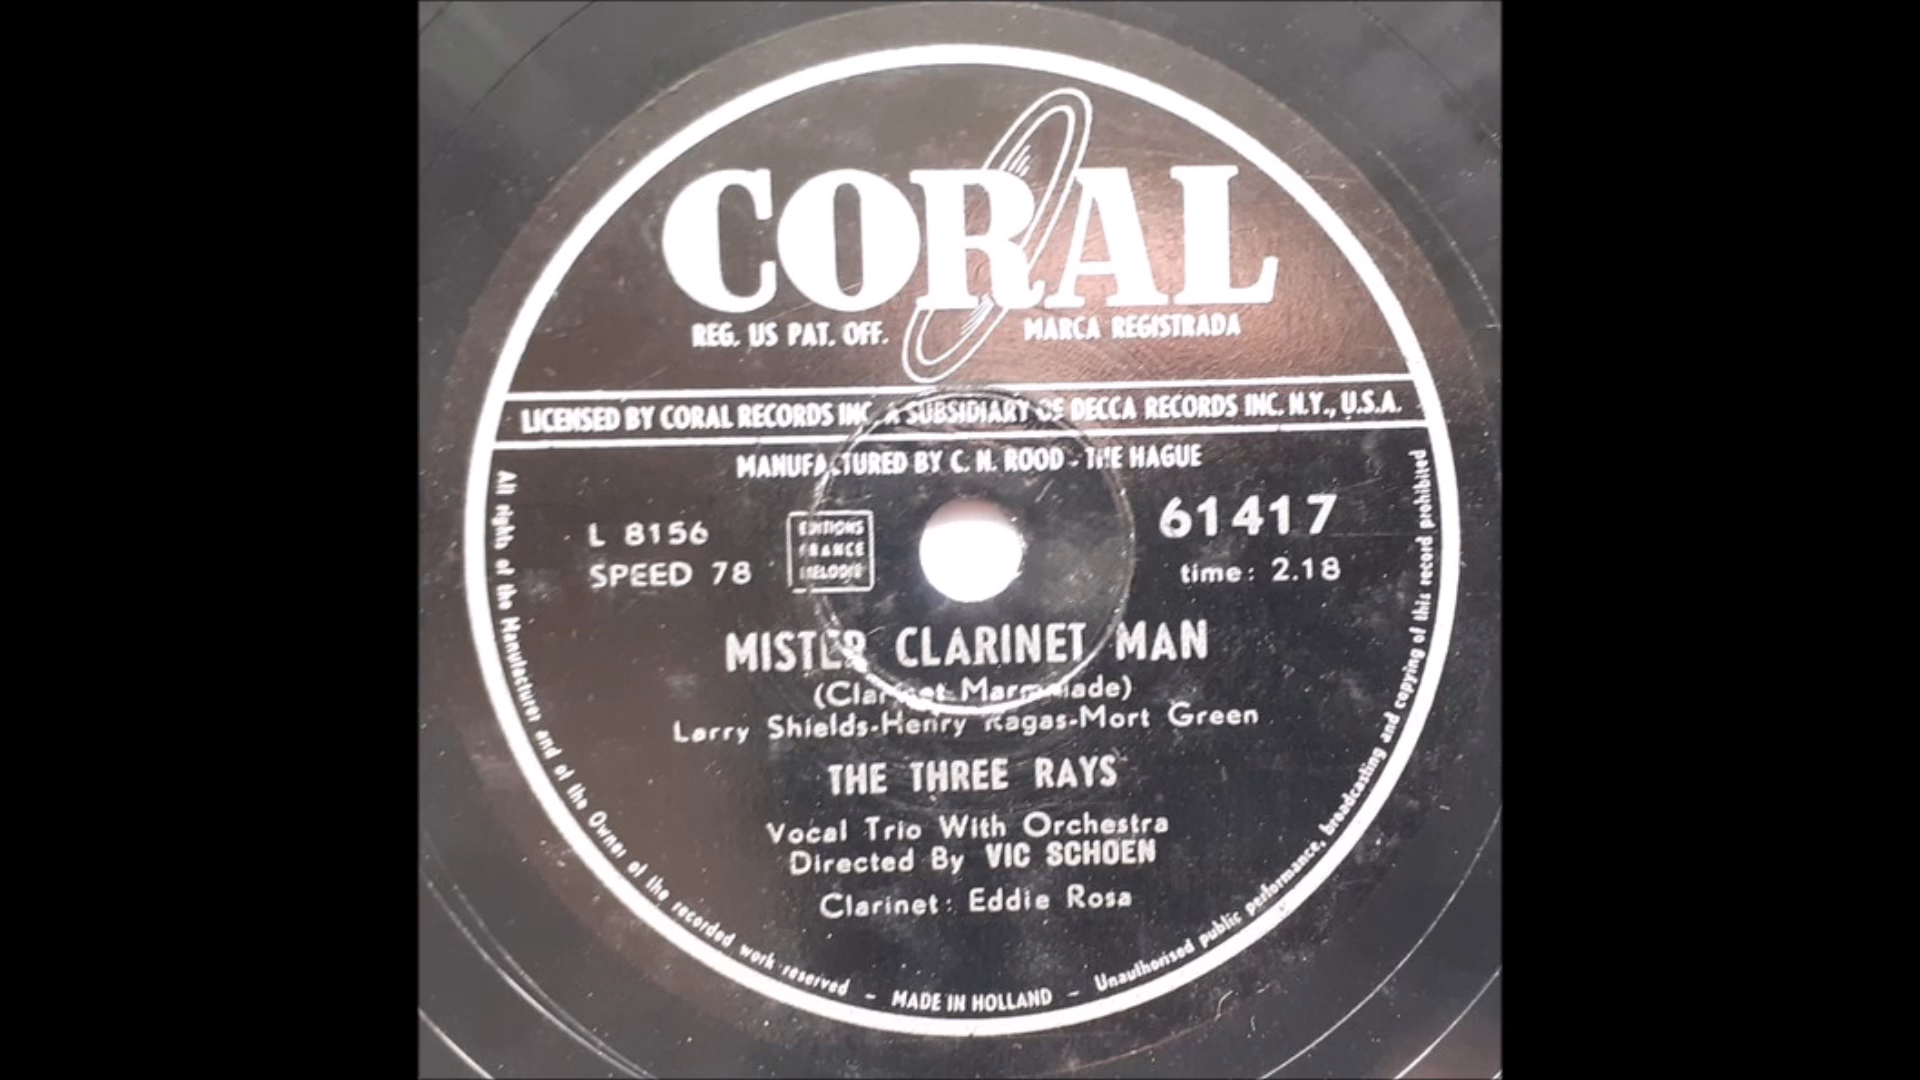 CORAL
REG. US PAT. OFF. MARCA REGISTRADA
LICENSED BY CORAL RECORDS INC. A SUBSIDIARY OF DECCA RECORDS INC. N.Y., U.S.A.
MANUFACTURED BY C. N. ROOD - THE HAGUE
L 8156
SPEED 78
EDITIONS
FRANCE
MELODIE
61417
time: 2.18
MISTER CLARINET MAN
(Clarinet Marmalade)
Larry Shields-Henry Ragas-Mort Green
THE THREE RAYS
Vocal Trio With Orchestra
Directed By VIC SCHOEN
Clarinet: Eddie Rosa
All rights of the Manufacturer and of the Owner of the recorded work reserved - MADE IN HOLLAND - Unauthorised public performance, broadcasting and copying of this record prohibited